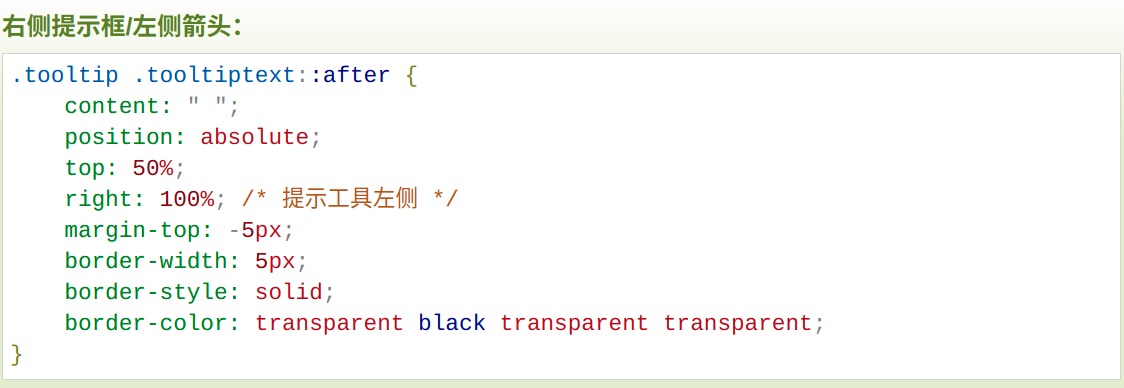 右侧提示框/左侧箭头：
.tooltip .tooltiptext::after {
    content: " ";
    position: absolute;
    top: 50%;
    right: 100%; /* 提示工具左侧 */
    margin-top: -5px;
    border-width: 5px;
    border-style: solid;
    border-color: transparent black transparent transparent;
}